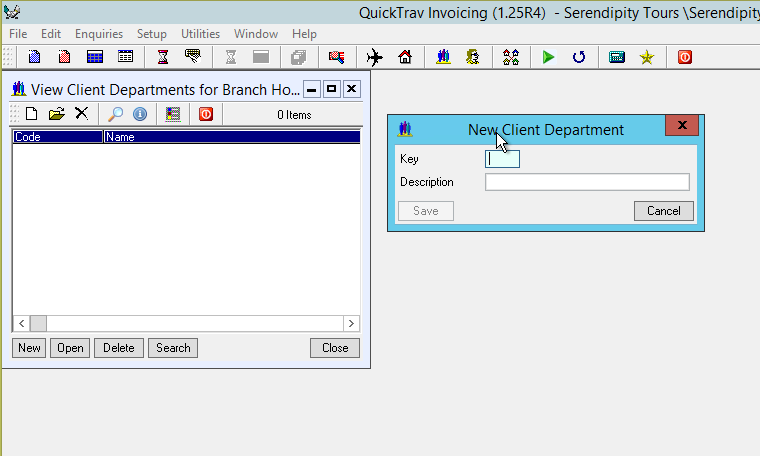 QuickTrav Invoicing (1.25R4) - Serendipity Tours \Serendipity
File Edit Enquiries Setup Utilities Window Help
View Client Departments for Branch Ho...
0 Items
Code Name
New Open Delete Search Close
New Client Department
Key
Description
Save Cancel